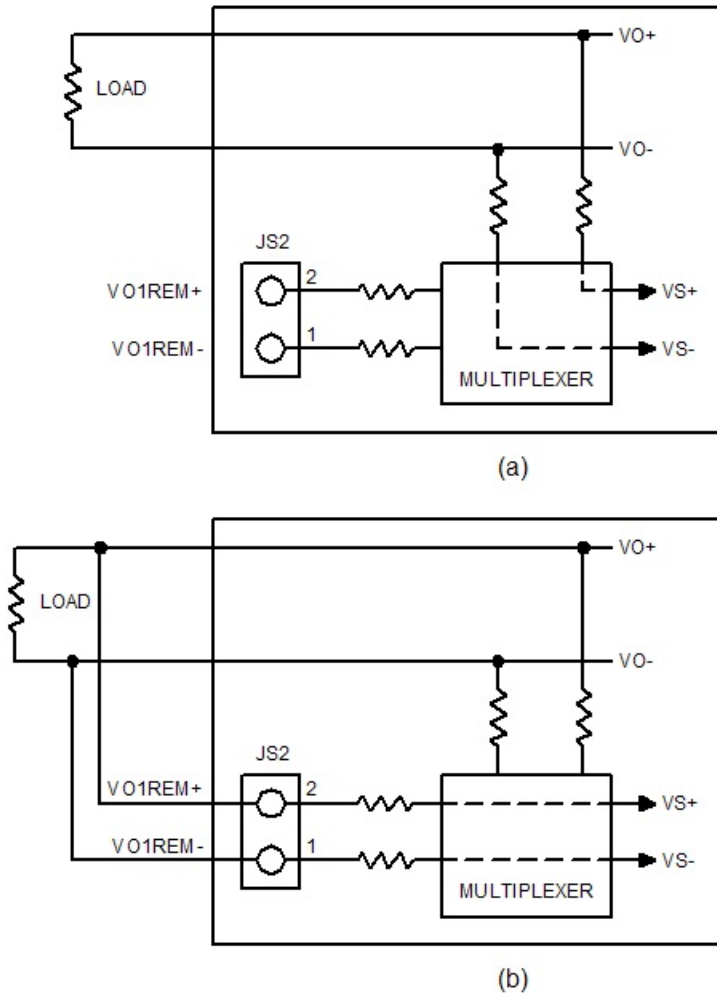 VO+
LOAD
VO-
JS2
VO1REM+ 2 VS+
VO1REM- 1 VS-
MULTIPLEXER
(a)
VO+
LOAD
VO-
JS2
VO1REM+ 2 VS+
VO1REM- 1 VS-
MULTIPLEXER
(b)